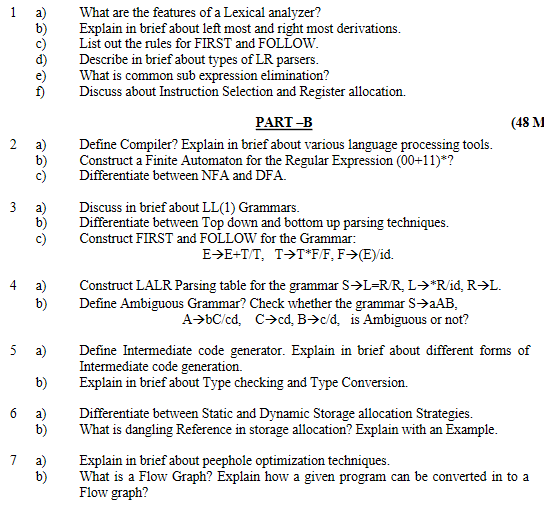 1 a) What are the features of a Lexical analyzer?
b) Explain in brief about left most and right most derivations.
c) List out the rules for FIRST and FOLLOW.
d) Describe in brief about types of LR parsers.
e) What is common sub expression elimination?
f) Discuss about Instruction Selection and Register allocation.
PART –B (48 M
2 a) Define Compiler? Explain in brief about various language processing tools.
b) Construct a Finite Automaton for the Regular Expression (00+11)*?
c) Differentiate between NFA and DFA.
3 a) Discuss in brief about LL(1) Grammars.
b) Differentiate between Top down and bottom up parsing techniques.
c) Construct FIRST and FOLLOW for the Grammar:
E→E+T/T, T→T*F/F, F→(E)/id.
4 a) Construct LALR Parsing table for the grammar S→L=R/R, L→*R/id, R→L.
b) Define Ambiguous Grammar? Check whether the grammar S→aAB,
A→bC/cd, C→cd, B→c/d, is Ambiguous or not?
5 a) Define Intermediate code generator. Explain in brief about different forms of
Intermediate code generation.
b) Explain in brief about Type checking and Type Conversion.
6 a) Differentiate between Static and Dynamic Storage allocation Strategies.
b) What is dangling Reference in storage allocation? Explain with an Example.
7 a) Explain in brief about peephole optimization techniques.
b) What is a Flow Graph? Explain how a given program can be converted in to a
Flow graph?